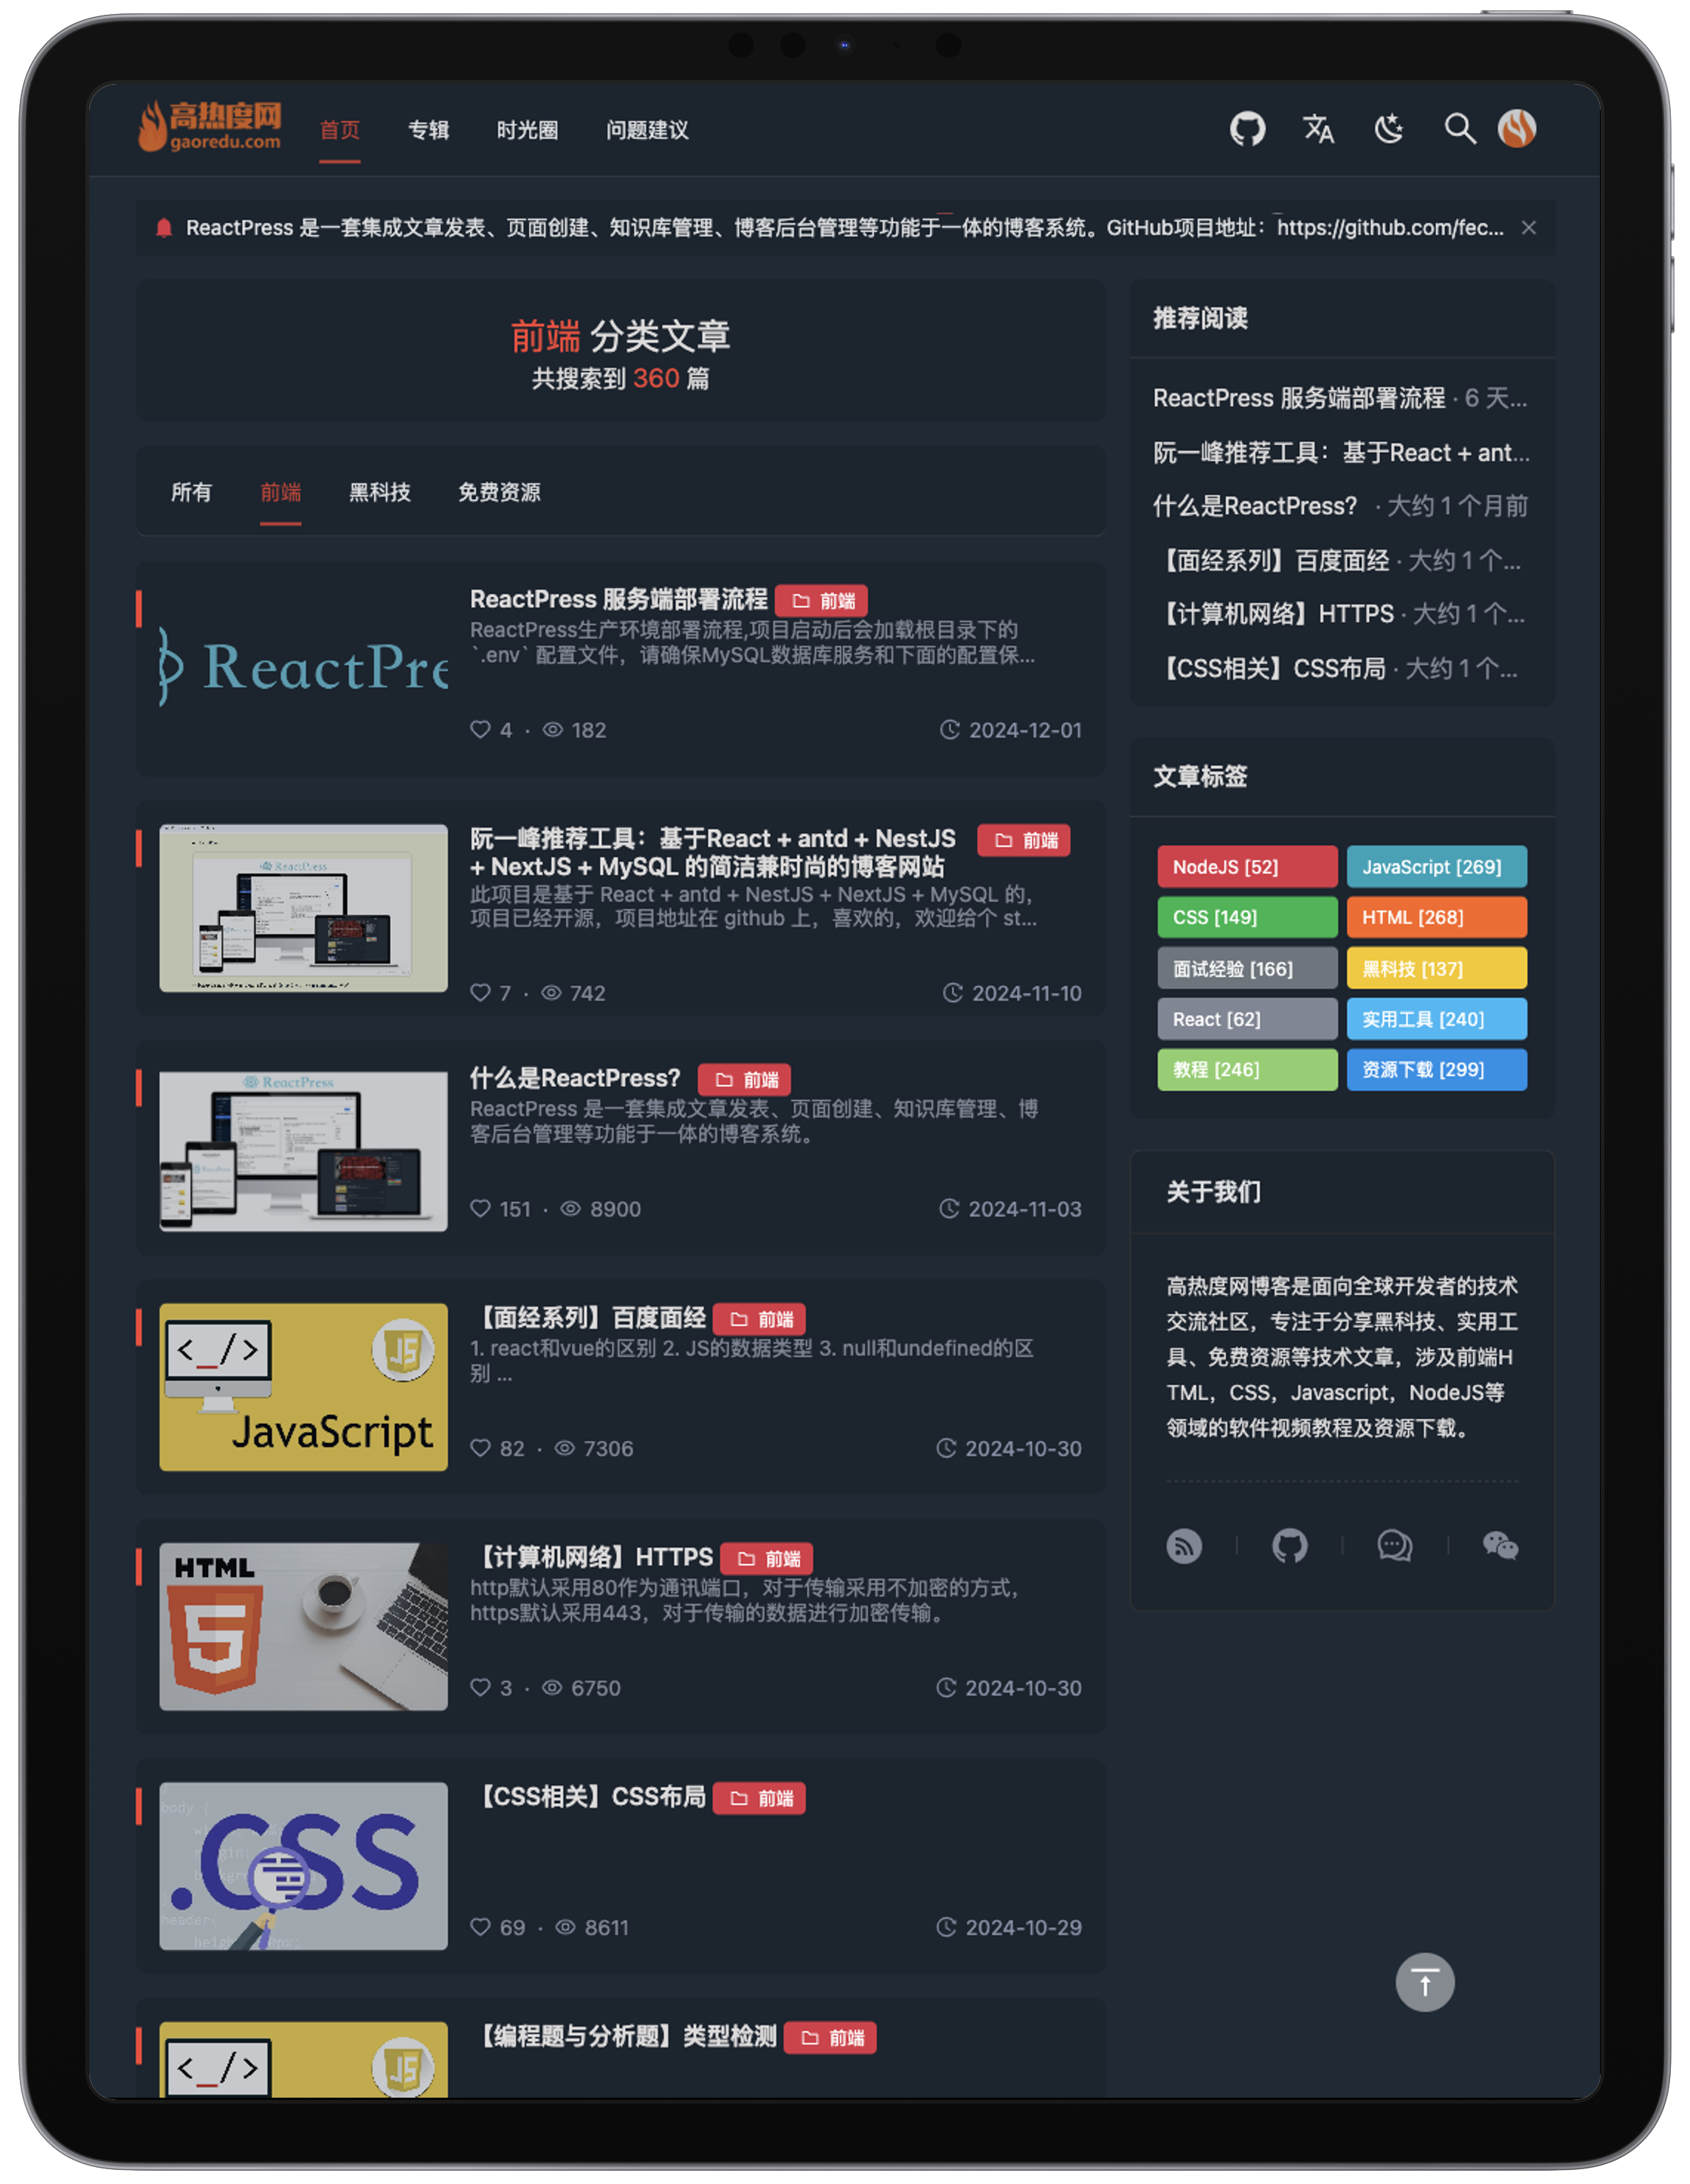 高热度网
gaoredu.com
首页 专辑 时光圈 问题建议
ReactPress 是一套集成文章发表、页面创建、知识库管理、博客后台管理等功能于一体的博客系统。GitHub项目地址：https://github.com/fec...
前端 分类文章
共搜索到 360 篇
所有 前端 黑科技 免费资源
ReactPre
ReactPress 服务端部署流程 前端
ReactPress生产环境部署流程,项目启动后会加载根目录下的
`.env` 配置文件，请确保MySQL数据库服务和下面的配置保...
4 · 182 2024-12-01
ReactPress
阮一峰推荐工具：基于React + antd + NestJS 前端
+ NextJS + MySQL 的简洁兼时尚的博客网站
此项目是基于 React + antd + NestJS + NextJS + MySQL 的，
项目已经开源，项目地址在 github 上，喜欢的，欢迎给个 st...
7 · 742 2024-11-10
ReactPress
什么是ReactPress? 前端
ReactPress 是一套集成文章发表、页面创建、知识库管理、博
客后台管理等功能于一体的博客系统。
151 · 8900 2024-11-03
<_/>
JS
JavaScript
【面经系列】百度面经 前端
1. react和vue的区别 2. JS的数据类型 3. null和undefined的区
别 ...
82 · 7306 2024-10-30
HTML
5
【计算机网络】HTTPS 前端
http默认采用80作为通讯端口，对于传输采用不加密的方式，
https默认采用443，对于传输的数据进行加密传输。
3 · 6750 2024-10-30
body {
.CSS
header{
【CSS相关】CSS布局 前端
69 · 8611 2024-10-29
<_/>
JS
【编程题与分析题】类型检测 前端
推荐阅读
ReactPress 服务端部署流程 · 6 天...
阮一峰推荐工具：基于React + ant...
什么是ReactPress? · 大约 1 个月前
【面经系列】百度面经 · 大约 1 个...
【计算机网络】HTTPS · 大约 1 个...
【CSS相关】CSS布局 · 大约 1 个...
文章标签
NodeJS [52] JavaScript [269]
CSS [149] HTML [268]
面试经验 [166] 黑科技 [137]
React [62] 实用工具 [240]
教程 [246] 资源下载 [299]
关于我们
高热度网博客是面向全球开发者的技术
交流社区，专注于分享黑科技、实用工
具、免费资源等技术文章，涉及前端H
TML，CSS，Javascript，NodeJS等
领域的软件视频教程及资源下载。